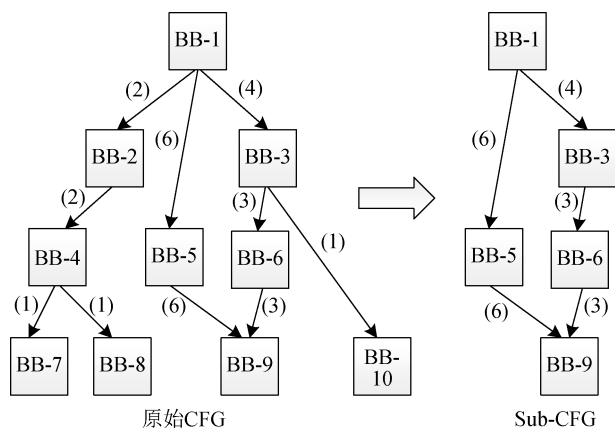 BB-1
BB-1
(2)
(4)
(4)
(6)
(6)
BB-2
BB-3
BB-3
(2)
(3)
(1)
(3)
BB-4
BB-5
BB-6
BB-5
BB-6
(1)
(1)
(6)
(3)
(6)
(3)
BB-7
BB-8
BB-9
BB-
10
BB-9
原始CFG
Sub-CFG